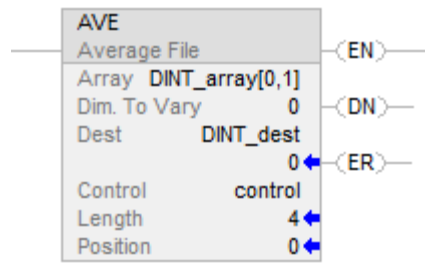 AVE
Average File
(EN)
Array DINT_array[0,1]
Dim. To Vary 0
(DN)
Dest DINT_dest
0
(ER)
Control control
Length 4
Position 0